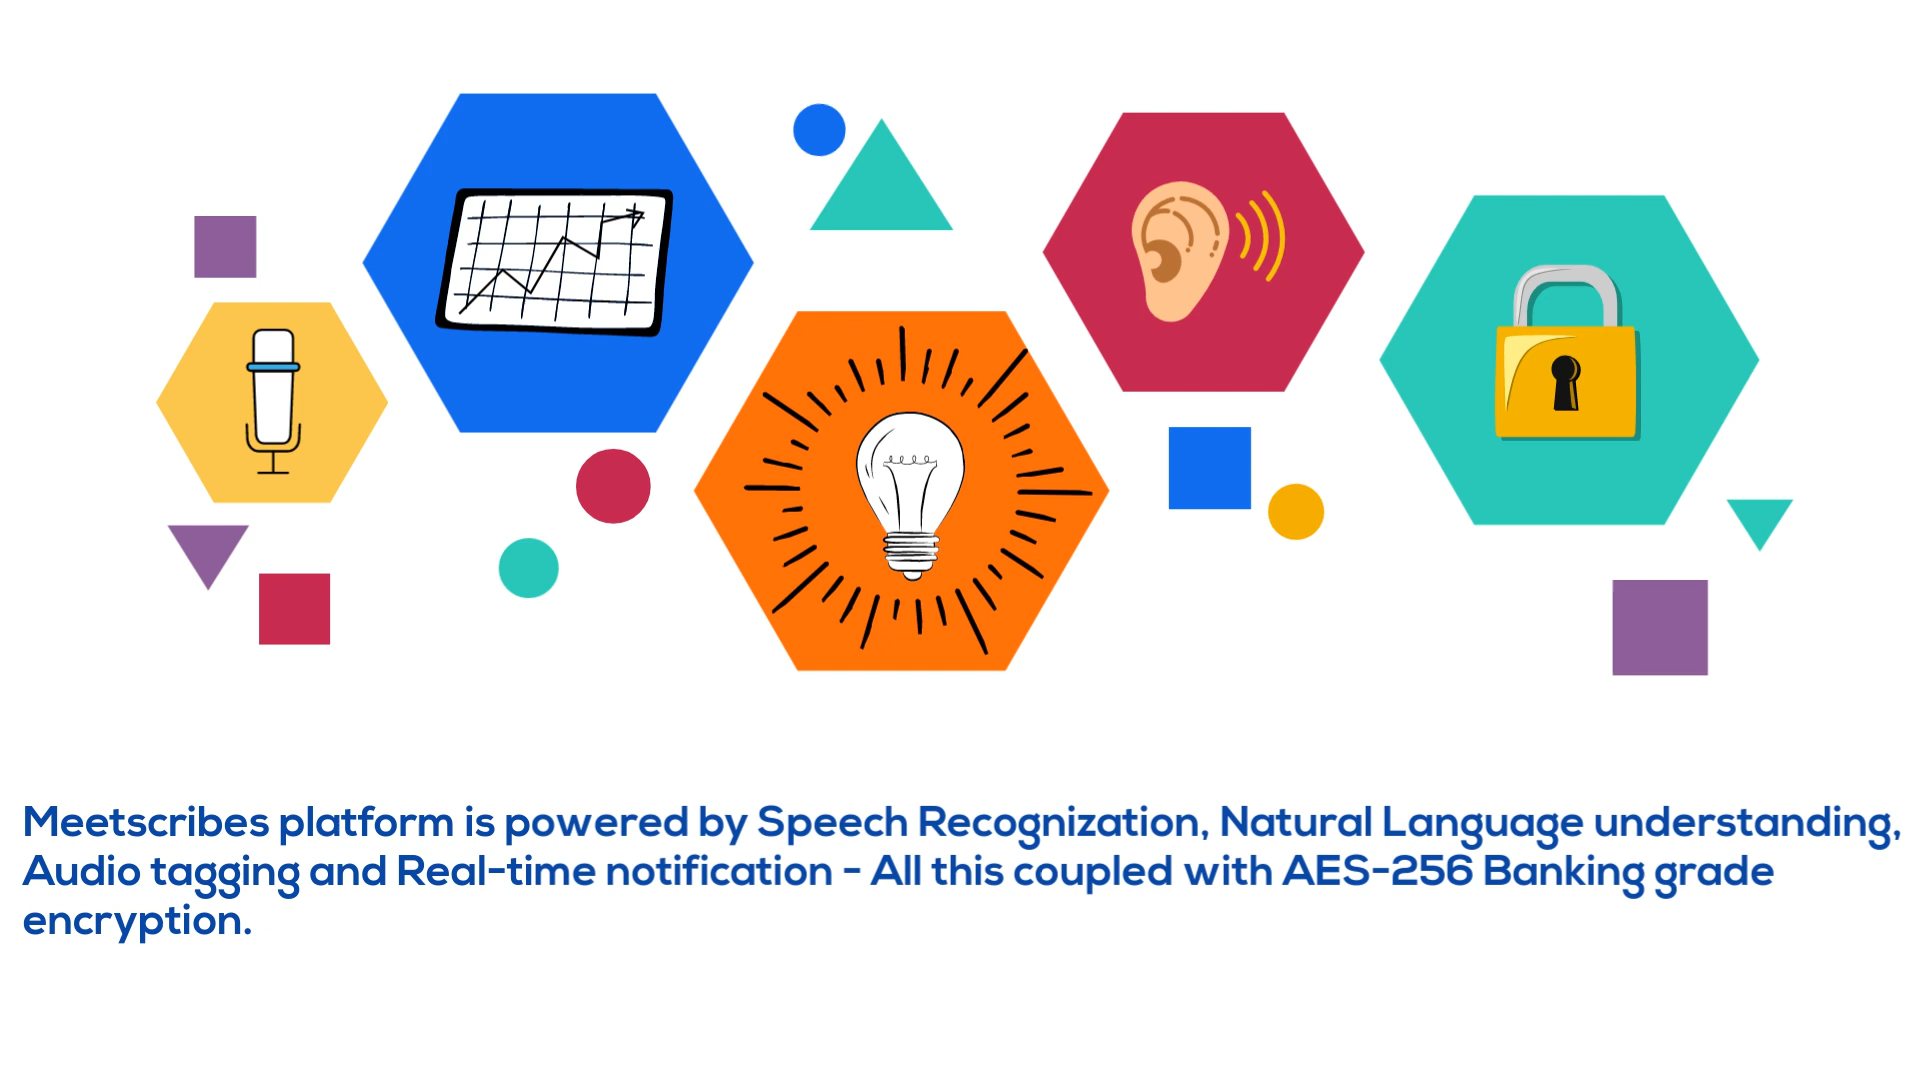 Meetscribes platform is powered by Speech Recognization, Natural Language understanding,
Audio tagging and Real-time notification - All this coupled with AES-256 Banking grade
encryption.